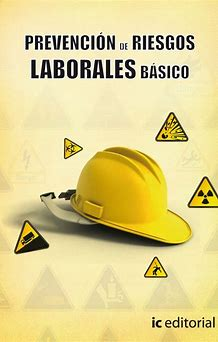 PREVENCIÓN DE RIESGOS
LABORALES BÁSICO
ic editorial